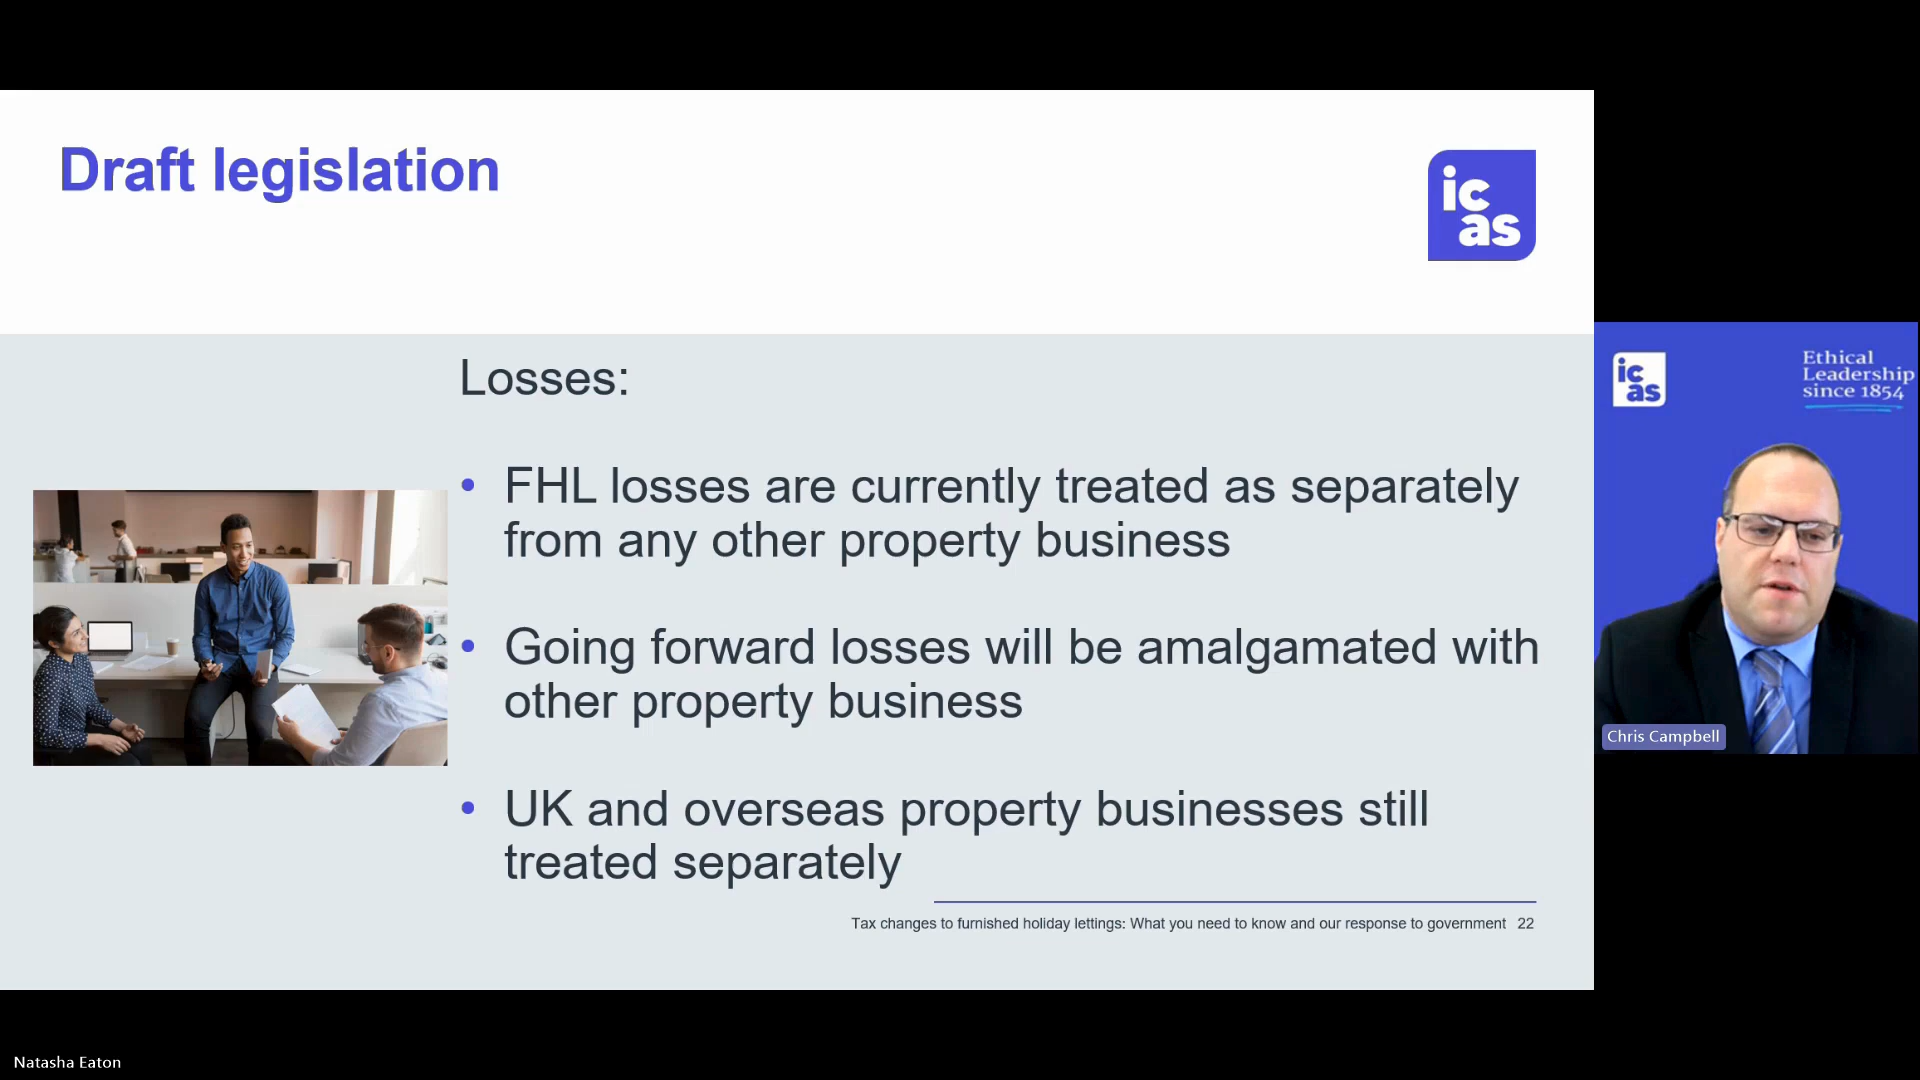 Draft legislation
ic
as
Losses:
• FHL losses are currently treated as separately
from any other property business
• Going forward losses will be amalgamated with
other property business
• UK and overseas property businesses still
treated separately
Tax changes to furnished holiday lettings: What you need to know and our response to government 22
ic
as
Ethical
Leadership
since 1854
Chris Campbell
Natasha Eaton